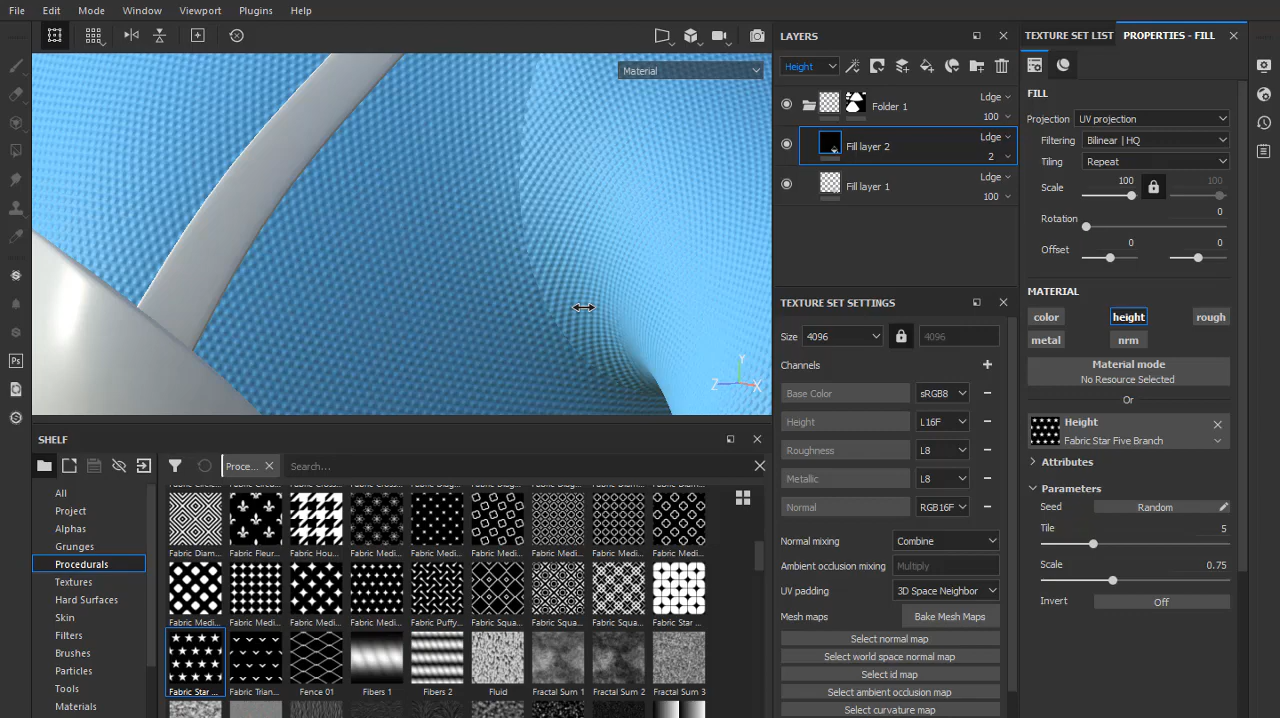 File Edit Mode Window Viewport Plugins Help
Material
Z
Y
X
SHELF
Proce...
Search...
All
Project
Alphas
Grunges
Procedurals
Textures
Hard Surfaces
Skin
Filters
Brushes
Particles
Tools
Materials
Fabric Diam... Fabric Fleur... Fabric Hou... Fabric Medi... Fabric Medi... Fabric Medi... Fabric Medi... Fabric Medi... Fabric Medi...
Fabric Medi... Fabric Medi... Fabric Medi... Fabric Medi... Fabric Puffy... Fabric Squa... Fabric Squa... Fabric Squa... Fabric Star ...
Fabric Star ... Fabric Trian... Fence 01 Fibers 1 Fibers 2 Fluid Fractal Sum 1 Fractal Sum 2 Fractal Sum 3
LAYERS
Height
Folder 1
Ldge
100
Fill layer 2
Ldge
2
Fill layer 1
Ldge
100
TEXTURE SET SETTINGS
Size 4096 4096
Channels
Base Color sRGB8
Height L16F
Roughness L8
Metallic L8
Normal RGB16F
Normal mixing Combine
Ambient occlusion mixing Multiply
UV padding 3D Space Neighbor
Mesh maps Bake Mesh Maps
Select normal map
Select world space normal map
Select id map
Select ambient occlusion map
Select curvature map
TEXTURE SET LIST PROPERTIES - FILL
FILL
Projection UV projection
Filtering Bilinear | HQ
Tiling Repeat
Scale 100 100
Rotation 0
Offset 0 0
MATERIAL
color height rough
metal nrm
Material mode
No Resource Selected
Or
Height
Fabric Star Five Branch
Attributes
Parameters
Seed Random
Tile 5
Scale 0.75
Invert Off
Ps